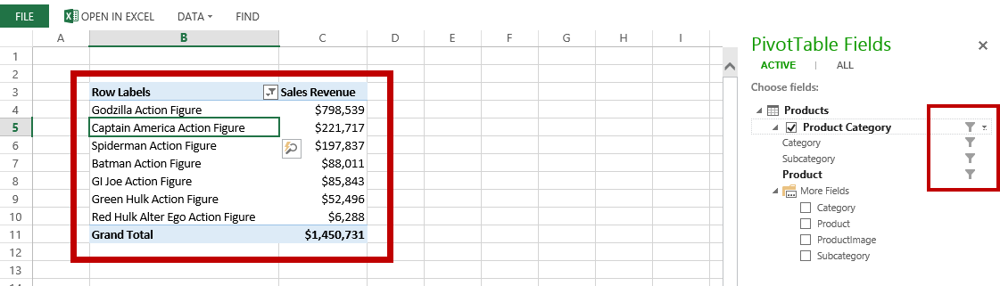 FILE OPEN IN EXCEL DATA FIND
A B C D E F G H I
1
2
3 Row Labels Sales Revenue
4 Godzilla Action Figure $798,539
5 Captain America Action Figure $221,717
6 Spiderman Action Figure $197,837
7 Batman Action Figure $88,011
8 GI Joe Action Figure $85,843
9 Green Hulk Action Figure $52,496
10 Red Hulk Alter Ego Action Figure $6,288
11 Grand Total $1,450,731
12
13
PivotTable Fields
ACTIVE | ALL
Choose fields:
Products
Product Category
Category
Subcategory
Product
More Fields
Category
Product
ProductImage
Subcategory